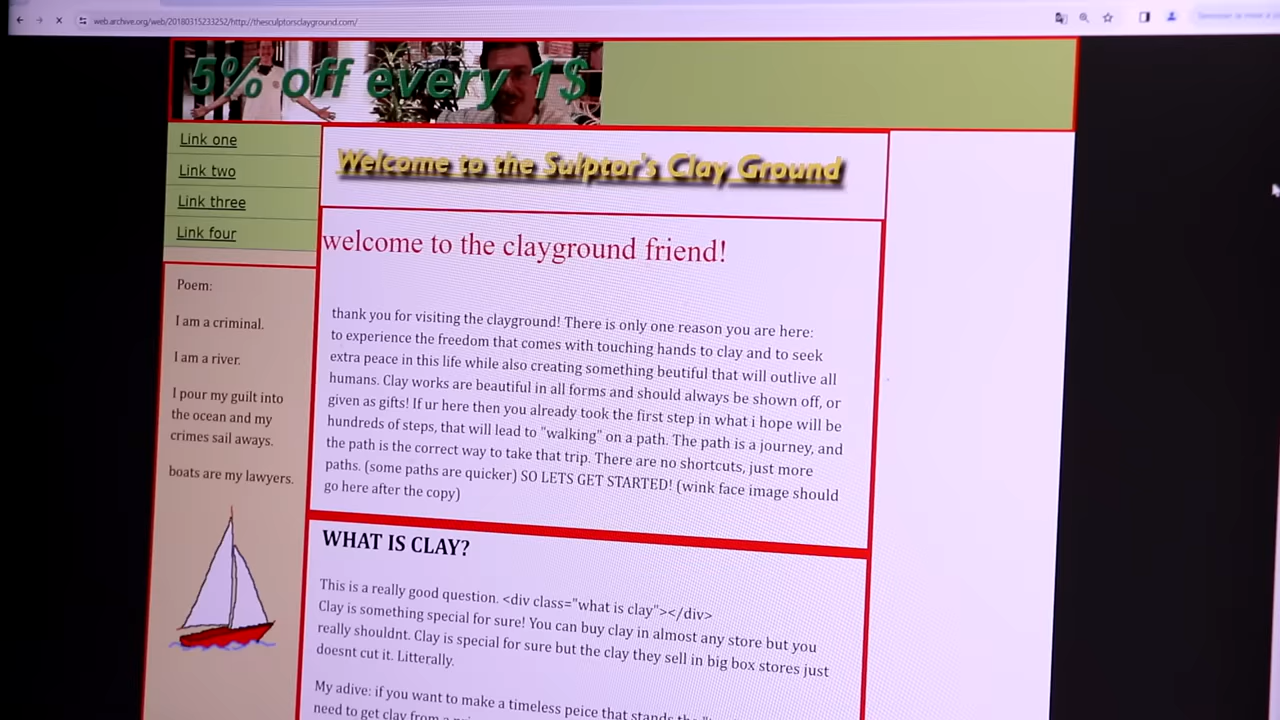 web.archive.org/web/20180315233252/http://thesculptorsclayground.com/
5% off every 1$
Link one
Link two
Link three
Link four
Poem:
I am a criminal.
I am a river.
I pour my guilt into
the ocean and my
crimes sail aways.
boats are my lawyers.
Welcome to the Sulptor's Clay Ground
welcome to the clayground friend!
thank you for visiting the clayground! There is only one reason you are here:
to experience the freedom that comes with touching hands to clay and to seek
extra peace in this life while also creating something beutiful that will outlive all
humans. Clay works are beautiful in all forms and should always be shown off, or
given as gifts! If ur here then you already took the first step in what i hope will be
hundreds of steps, that will lead to "walking" on a path. The path is a journey, and
the path is the correct way to take that trip. There are no shortcuts, just more
paths. (some paths are quicker) SO LETS GET STARTED! (wink face image should
go here after the copy)
WHAT IS CLAY?
This is a really good question. <div class="what is clay"></div>
Clay is something special for sure! You can buy clay in almost any store but you
really shouldnt. Clay is special for sure but the clay they sell in big box stores just
doesnt cut it. Litterally.
My adive: if you want to make a timeless peice that stands the
need to get clay from a